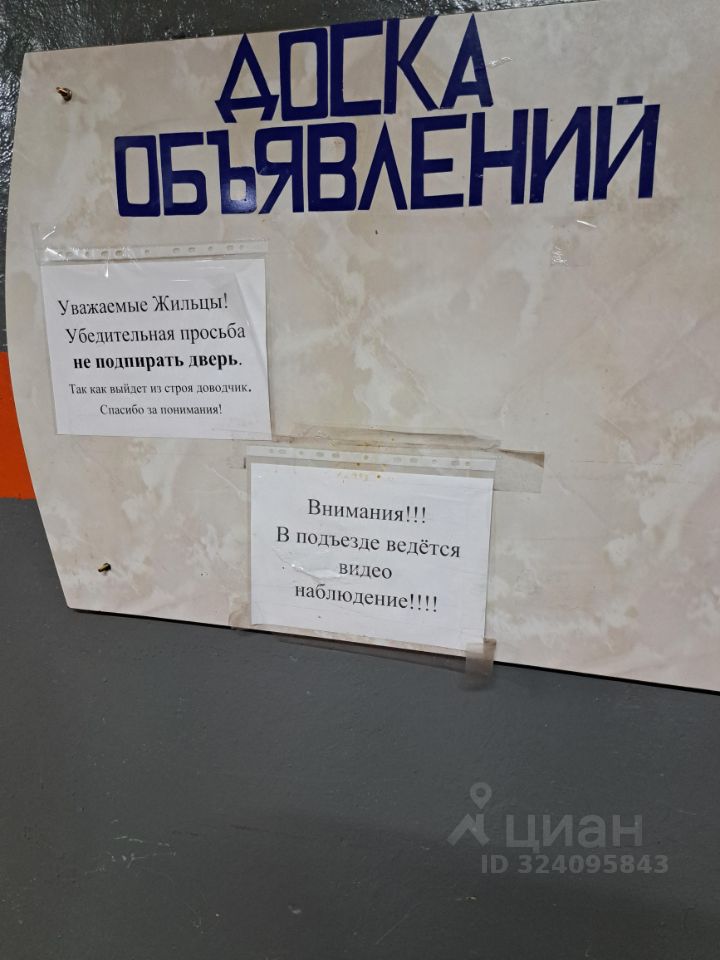 ДОСКА
ОБЪЯВЛЕНИЙ
Уважаемые Жильцы!
Убедительная просьба
не подпирать дверь.
Так как выйдет из строя доводчик.
Спасибо за понимания!
Внимания!!!
В подъезде ведётся
видео
наблюдение!!!!
циан
ID 324095843